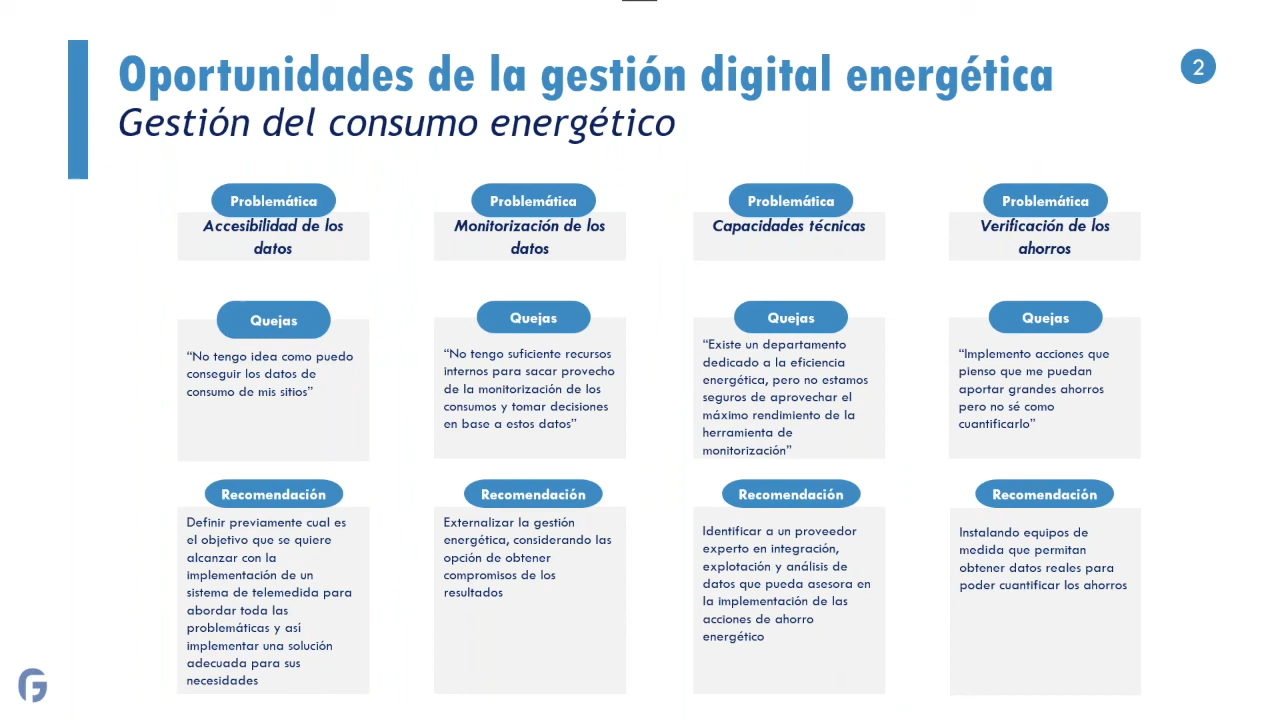 Oportunidades de la gestión digital energética
2
Gestión del consumo energético
Problemática
Accesibilidad de los
datos
Quejas
“No tengo idea como puedo
conseguir los datos de
consumo de mis sitios”
Recomendación
Definir previamente cual es
el objetivo que se quiere
alcanzar con la
implementación de un
sistema de telemedida para
abordar toda las
problemáticas y así
implementar una solución
adecuada para sus
necesidades
Problemática
Monitorización de los
datos
Quejas
“No tengo suficiente recursos
internos para sacar provecho
de la monitorización de los
consumos y tomar decisiones
en base a estos datos”
Recomendación
Externalizar la gestión
energética, considerando las
opción de obtener
compromisos de los
resultados
Problemática
Capacidades técnicas
Quejas
“Existe un departamento
dedicado a la eficiencia
energética, pero no estamos
seguros de aprovechar el
máximo rendimiento de la
herramienta de
monitorización”
Recomendación
Identificar a un proveedor
experto en integración,
explotación y análisis de
datos que pueda asesora en
la implementación de las
acciones de ahorro
energético
Problemática
Verificación de los
ahorros
Quejas
“Implemento acciones que
pienso que me puedan
aportar grandes ahorros
pero no sé como
cuantificarlo”
Recomendación
Instalando equipos de
medida que permitan
obtener datos reales para
poder cuantificar los ahorros